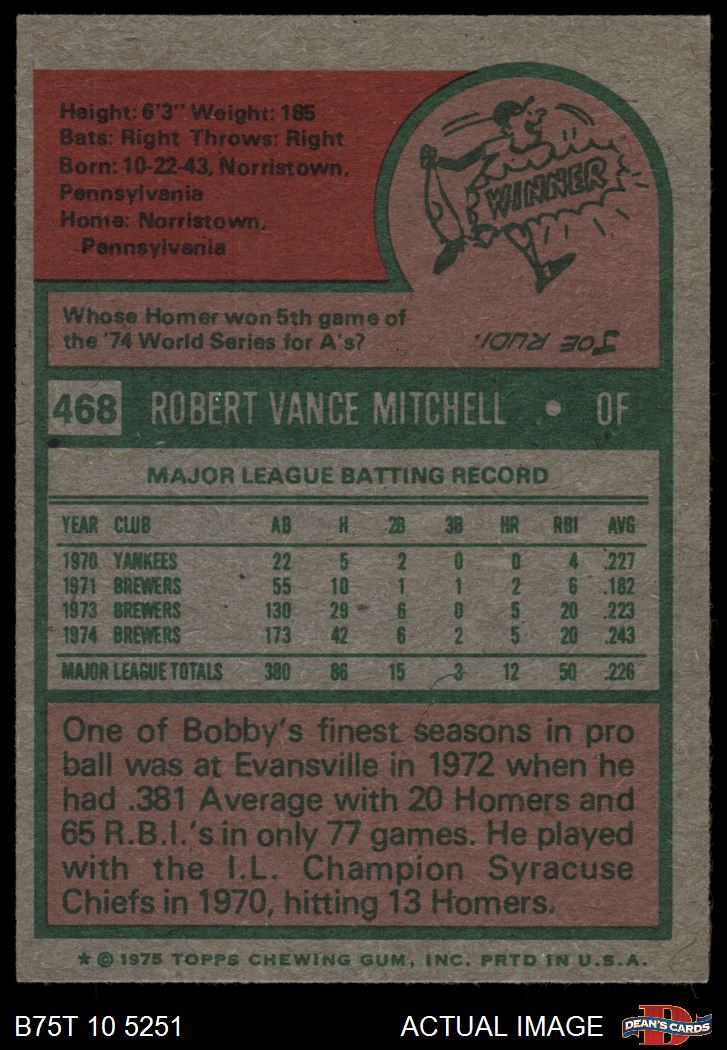 Height: 6'3" Weight: 185
Bats: Right Throws: Right
Born: 10-22-43, Norristown,
Pennsylvania
Home: Norristown,
Pennsylvania
WINNER
Whose Homer won 5th game of
the '74 World Series for A's?
JOE RUDI.
468 ROBERT VANCE MITCHELL • OF
MAJOR LEAGUE BATTING RECORD
YEAR CLUB AB H 2B 3B HR RBI AVG
1970 YANKEES 22 5 2 0 0 4 .227
1971 BREWERS 55 10 1 1 2 6 .182
1973 BREWERS 130 29 6 0 5 20 .223
1974 BREWERS 173 42 6 2 5 20 .243
MAJOR LEAGUE TOTALS 380 86 15 3 12 50 .226
One of Bobby's finest seasons in pro
ball was at Evansville in 1972 when he
had .381 Average with 20 Homers and
65 R.B.I.'s in only 77 games. He played
with the I.L. Champion Syracuse
Chiefs in 1970, hitting 13 Homers.
* © 1975 TOPPS CHEWING GUM, INC. PRTD IN U.S.A.
B75T 10 5251 ACTUAL IMAGE DEAN'S CARDS